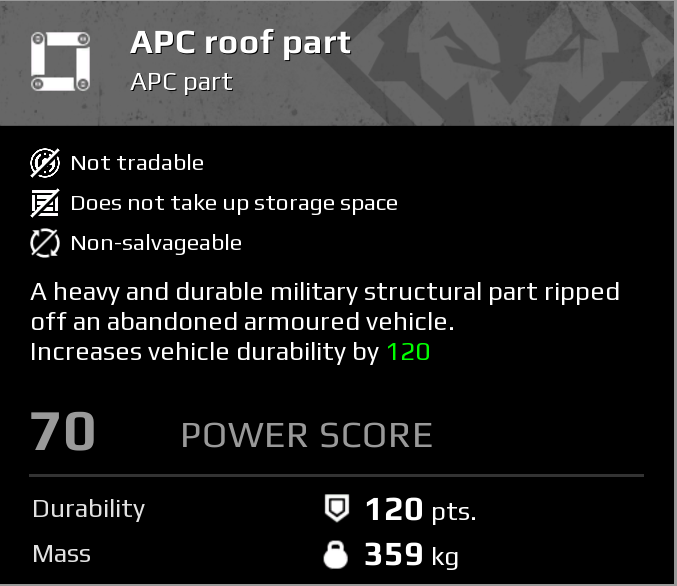 APC roof part
APC part
Not tradable
Does not take up storage space
Non-salvageable
A heavy and durable military structural part ripped
off an abandoned armoured vehicle.
Increases vehicle durability by 120
70 POWER SCORE
Durability 120 pts.
Mass 359 kg